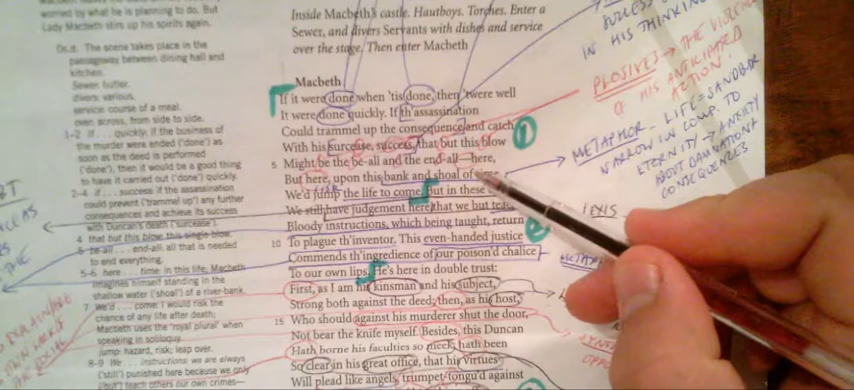 worried by what he is planning to do. But
Lady Macbeth stirs up his spirits again.
0s.d. The scene takes place in the
passageway between dining hall and
kitchen.
Sewer: butler.
divers: various.
service: course of a meal.
over: across, from side to side.
1–2 If . . . quickly: if the business of
the murder were ended ('done') as
soon as the deed is performed
('done'), then it would be a good thing
to have it carried out ('done') quickly.
2–4 if . . . success: if the assassination
could prevent ('trammel up') any further
consequences and achieve its success
with Duncan's death ('surcease').
4 that but this blow: this single blow.
5 be-all . . . end-all: all that is needed
to end everything.
5–6 here . . . time: in this life, Macbeth
imagines himself standing in the
shallow water ('shoal') of a river-bank.
7 We'd . . . come: I would risk the
chance of any life after death;
Macbeth uses the 'royal plural' when
speaking in soliloquy.
jump: hazard, risk; leap over.
8–9 We . . . instructions: we are always
('still') punished here because we only
('but') teach others our own crimes—
Inside Macbeth's castle. Hautboys. Torches. Enter a
Sewer, and divers Servants with dishes and service
over the stage. Then enter Macbeth
Macbeth
If it were done when 'tis done, then 'twere well
It were done quickly. If th'assassination
Could trammel up the consequence and catch
With his surcease, success, that but this blow
5 Might be the be-all and the end-all—here,
But here, upon this bank and shoal of
We'd jump the life to come. But in these
We still have judgement here that we but
Bloody instructions, which being taught, return
10 To plague th'inventor. This even-handed justice
Commends th'ingredience of our poison'd chalice
To our own lips. He's here in double trust:
First, as I am his kinsman and his subject,
Strong both against the deed; then, as his host,
15 Who should against his murderer shut the door,
Not bear the knife myself. Besides, this Duncan
Hath borne his faculties so meek, hath been
So clear in his great office, that his virtues
Will plead like angels, trumpet-tongu'd against
IN HIS THINKING
PLOSIVES → THE VIOLENCE
OF HIS ANTICIPATED
ACTION!
METAPHOR – LIFE = SANDBAR
NARROW IN COMP. TO
ETERNITY → ANXIETY
ABOUT DAMNATION
CONSEQUENCES
1
2